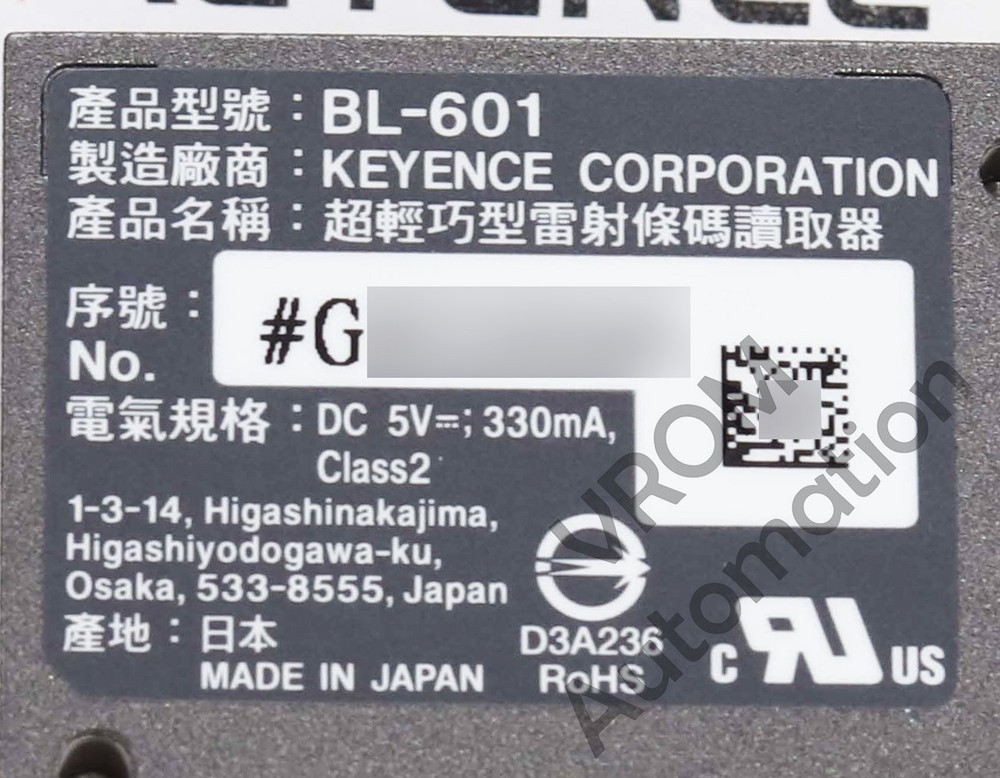 KEYENCE
產品型號：BL-601
製造廠商：KEYENCE CORPORATION
產品名稱：超輕巧型雷射條碼讀取器
序號：
No.
#G
電氣規格：DC 5V⎓; 330mA,
Class2
1-3-14, Higashinakajima,
Higashiyodogawa-ku,
Osaka, 533-8555, Japan
產地：日本
MADE IN JAPAN
D3A236
RoHS
C RU US
VROM
Automation